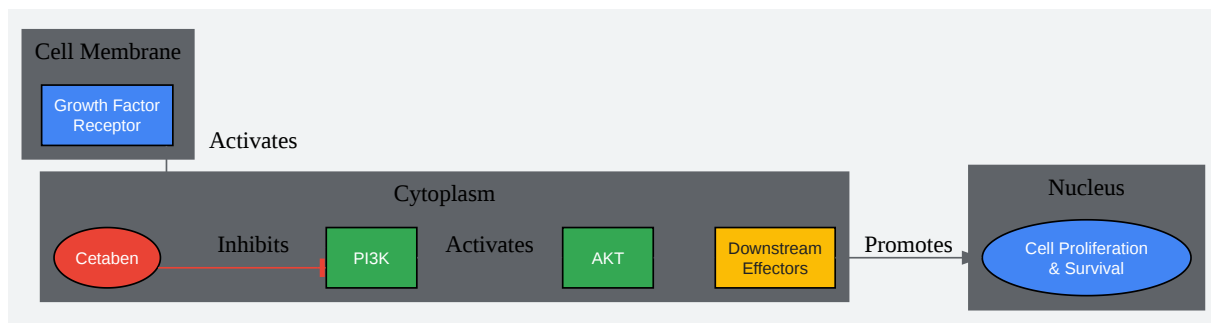 Cell Membrane
Growth Factor
Receptor
Activates
Cytoplasm
Cetaben
Inhibits
PI3K
Activates
AKT
Downstream
Effectors
Promotes
Nucleus
Cell Proliferation
& Survival